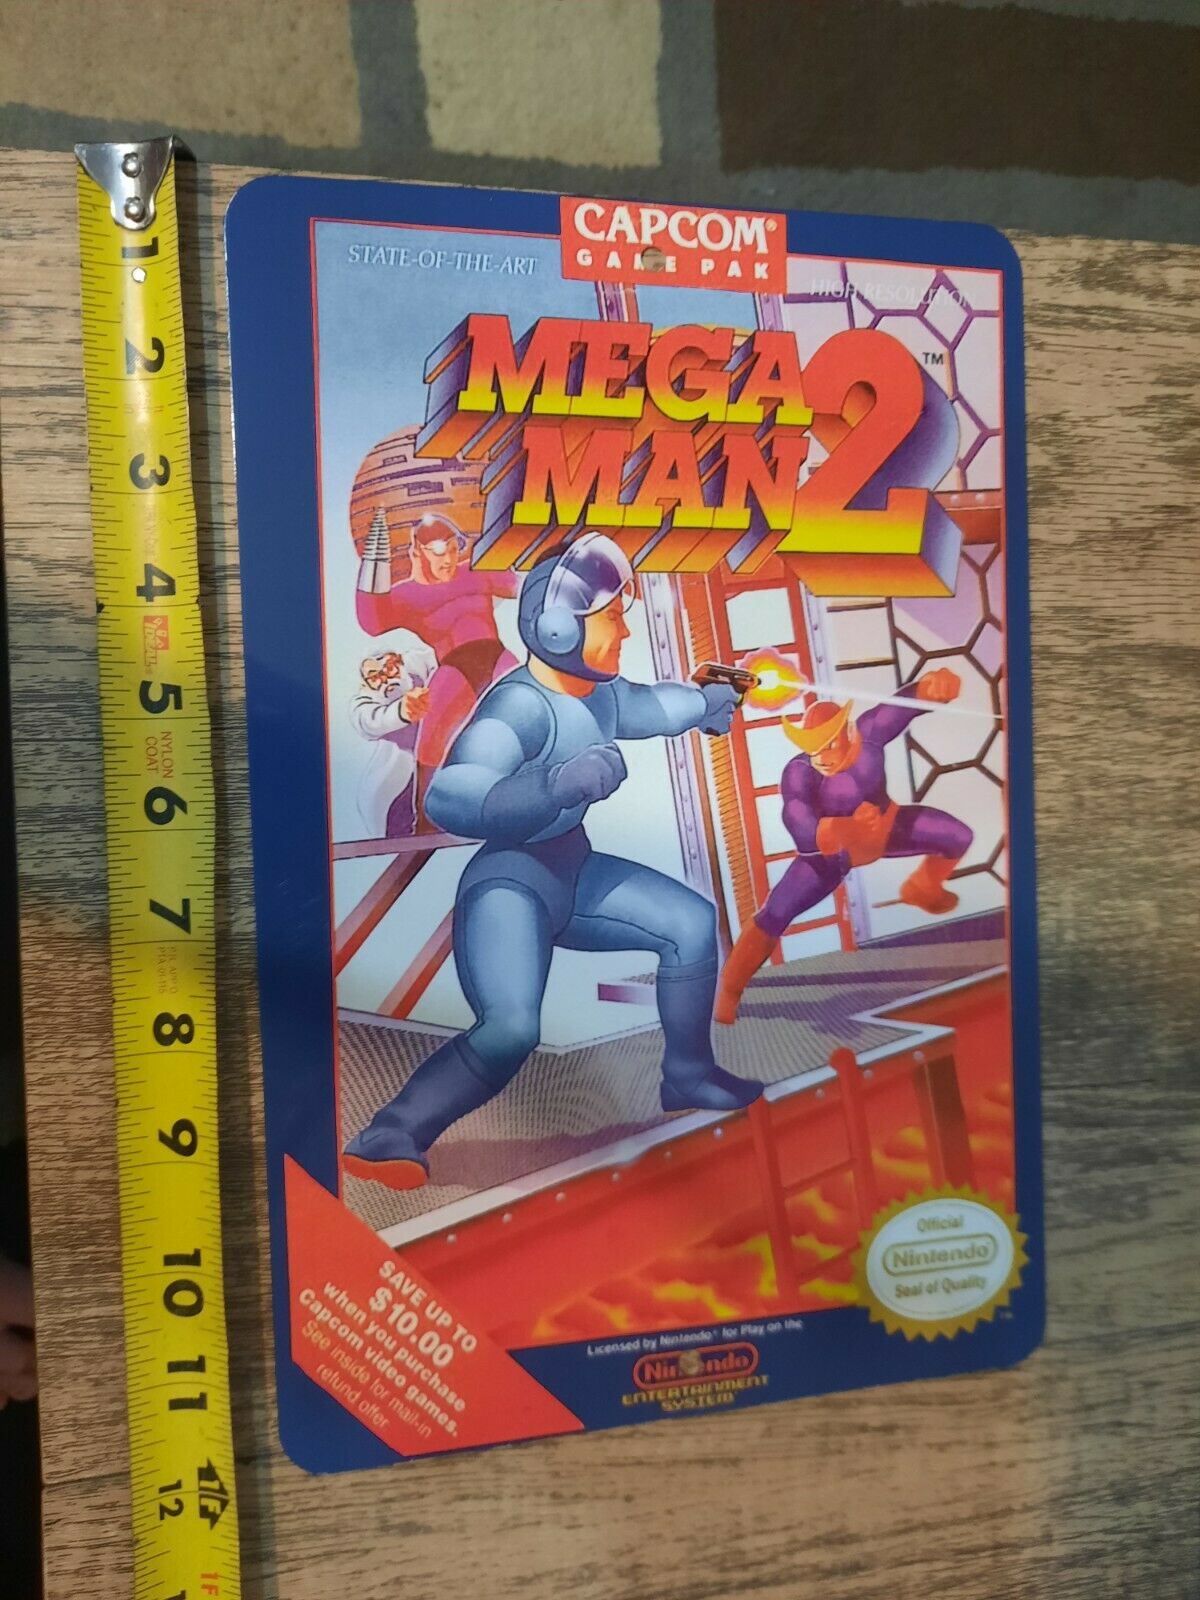 CAPCOM®
GAME PAK
STATE-OF-THE-ART
HIGH RESOLUTION
MEGA
MAN 2 ™
SAVE UP TO
$10.00
when you purchase
Capcom video games.
See inside for mail-in
refund offer
Official
Nintendo
Seal of Quality
Licensed by Nintendo® for Play on the
Nintendo
ENTERTAINMENT
SYSTEM
1
2
3
4
5
NYLON
COAT
6
7
8
9
10
11
1F
12
1F